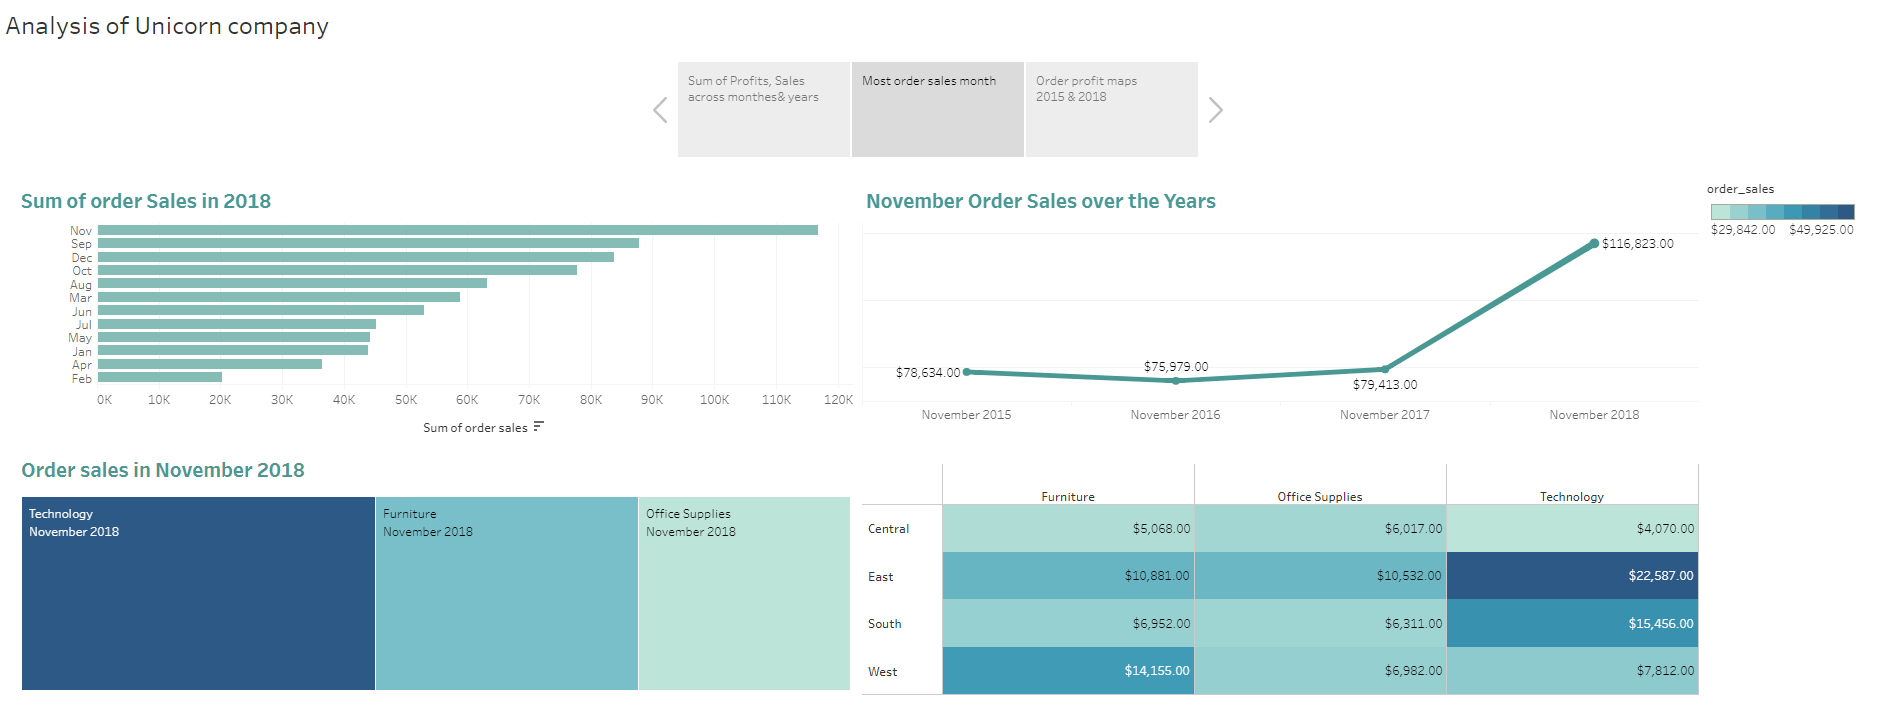 Analysis of Unicorn company
Sum of Profits, Sales
across monthes& years
Most order sales month
Order profit maps
2015 & 2018
Sum of order Sales in 2018
Nov
Sep
Dec
Oct
Aug
Mar
Jun
Jul
May
Jan
Apr
Feb
0K 10K 20K 30K 40K 50K 60K 70K 80K 90K 100K 110K 120K
Sum of order sales
November Order Sales over the Years
$78,634.00
$75,979.00
$79,413.00
$116,823.00
November 2015 November 2016 November 2017 November 2018
order_sales
$29,842.00 $49,925.00
Order sales in November 2018
Technology
November 2018
Furniture
November 2018
Office Supplies
November 2018
Furniture Office Supplies Technology
Central $5,068.00 $6,017.00 $4,070.00
East $10,881.00 $10,532.00 $22,587.00
South $6,952.00 $6,311.00 $15,456.00
West $14,155.00 $6,982.00 $7,812.00